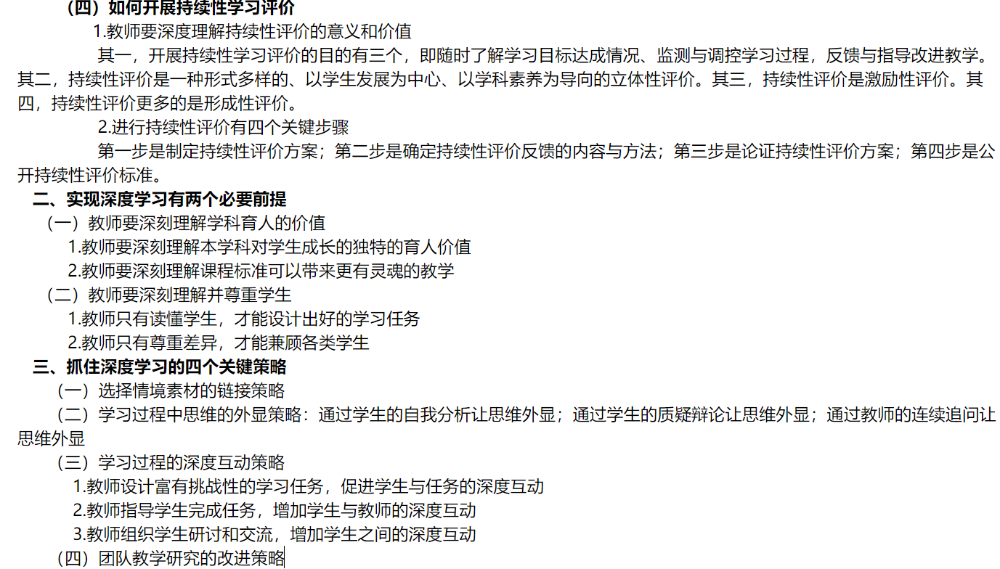 （四）如何开展持续性学习评价
1.教师要深度理解持续性评价的意义和价值
其一，开展持续性学习评价的目的有三个，即随时了解学习目标达成情况、监测与调控学习过程，反馈与指导改进教学。
其二，持续性评价是一种形式多样的、以学生发展为中心、以学科素养为导向的立体性评价。其三，持续性评价是激励性评价。其
四，持续性评价更多的是形成性评价。
2.进行持续性评价有四个关键步骤
第一步是制定持续性评价方案；第二步是确定持续性评价反馈的内容与方法；第三步是论证持续性评价方案；第四步是公
开持续性评价标准。
二、实现深度学习有两个必要前提
（一）教师要深刻理解学科育人的价值
1.教师要深刻理解本学科对学生成长的独特的育人价值
2.教师要深刻理解课程标准可以带来更有灵魂的教学
（二）教师要深刻理解并尊重学生
1.教师只有读懂学生，才能设计出好的学习任务
2.教师只有尊重差异，才能兼顾各类学生
三、抓住深度学习的四个关键策略
（一）选择情境素材的链接策略
（二）学习过程中思维的外显策略：通过学生的自我分析让思维外显；通过学生的质疑辩论让思维外显；通过教师的连续追问让
思维外显
（三）学习过程的深度互动策略
1.教师设计富有挑战性的学习任务，促进学生与任务的深度互动
2.教师指导学生完成任务，增加学生与教师的深度互动
3.教师组织学生研讨和交流，增加学生之间的深度互动
（四）团队教学研究的改进策略